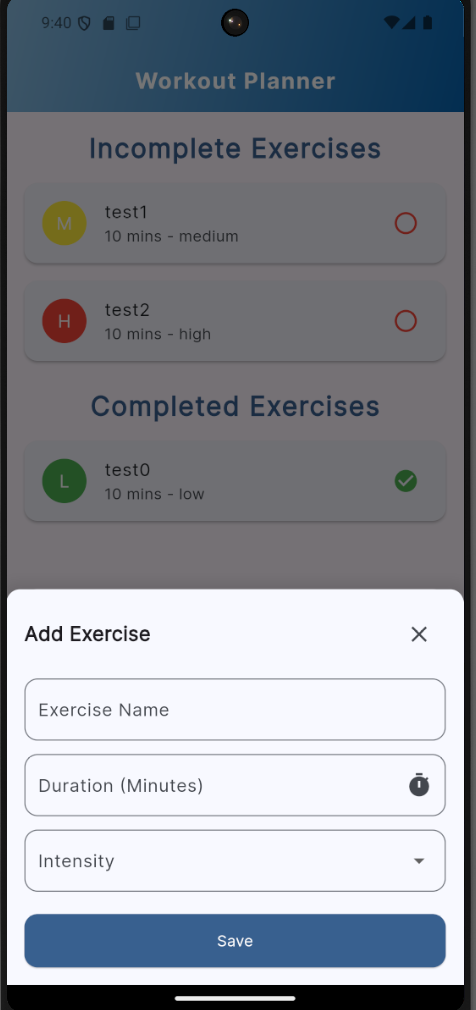 9:40
Workout Planner
Incomplete Exercises
M
test1
10 mins - medium
H
test2
10 mins - high
Completed Exercises
L
test0
10 mins - low
Add Exercise
Exercise Name
Duration (Minutes)
Intensity
Save